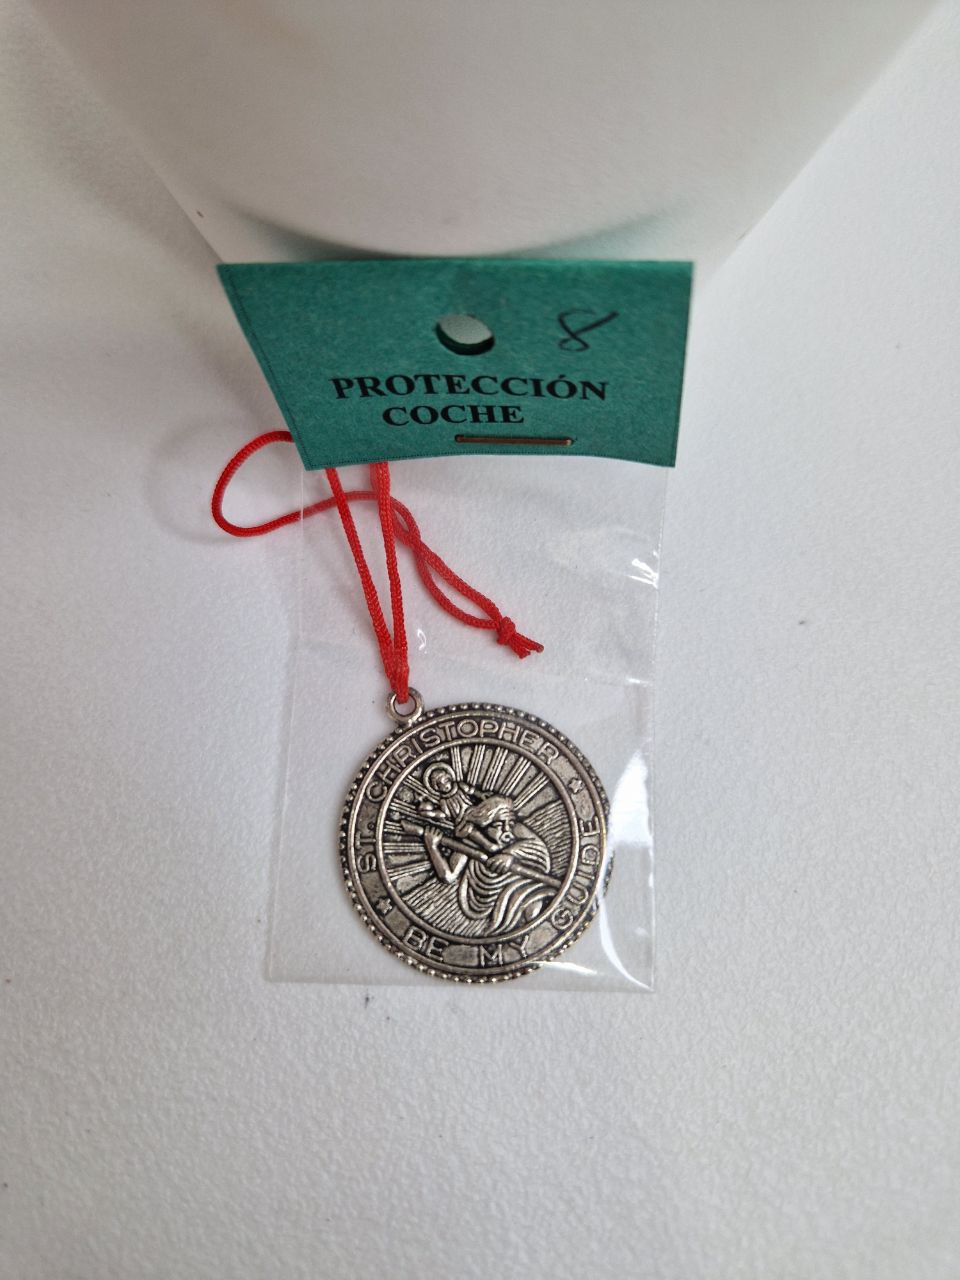 8
PROTECCIÓN
COCHE
ST. CHRISTOPHER
BE MY GUIDE